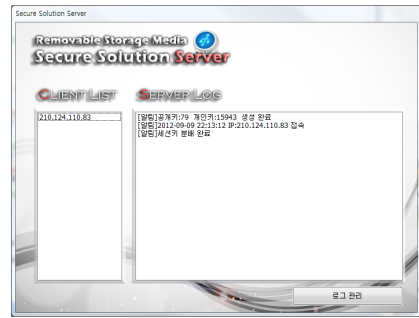 Secure Solution Server
Removable Storage Media
Secure Solution Server
CLIENT LIST
SERVER LOG
210.124.110.83
[알림]공개키:79 개인키:15943 생성 완료
[알림]2012-09-09 22:13:12 IP:210.124.110.83 접속
[알림]세션키 분배 완료
로그 관리